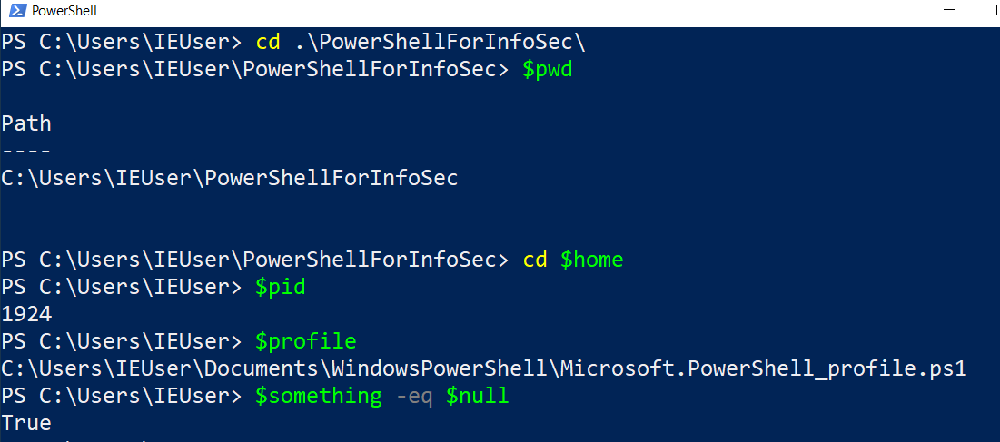 PowerShell
PS C:\Users\IEUser> cd .\PowerShellForInfoSec\
PS C:\Users\IEUser\PowerShellForInfoSec> $pwd
Path
----
C:\Users\IEUser\PowerShellForInfoSec
PS C:\Users\IEUser\PowerShellForInfoSec> cd $home
PS C:\Users\IEUser> $pid
1924
PS C:\Users\IEUser> $profile
C:\Users\IEUser\Documents\WindowsPowerShell\Microsoft.PowerShell_profile.ps1
PS C:\Users\IEUser> $something -eq $null
True